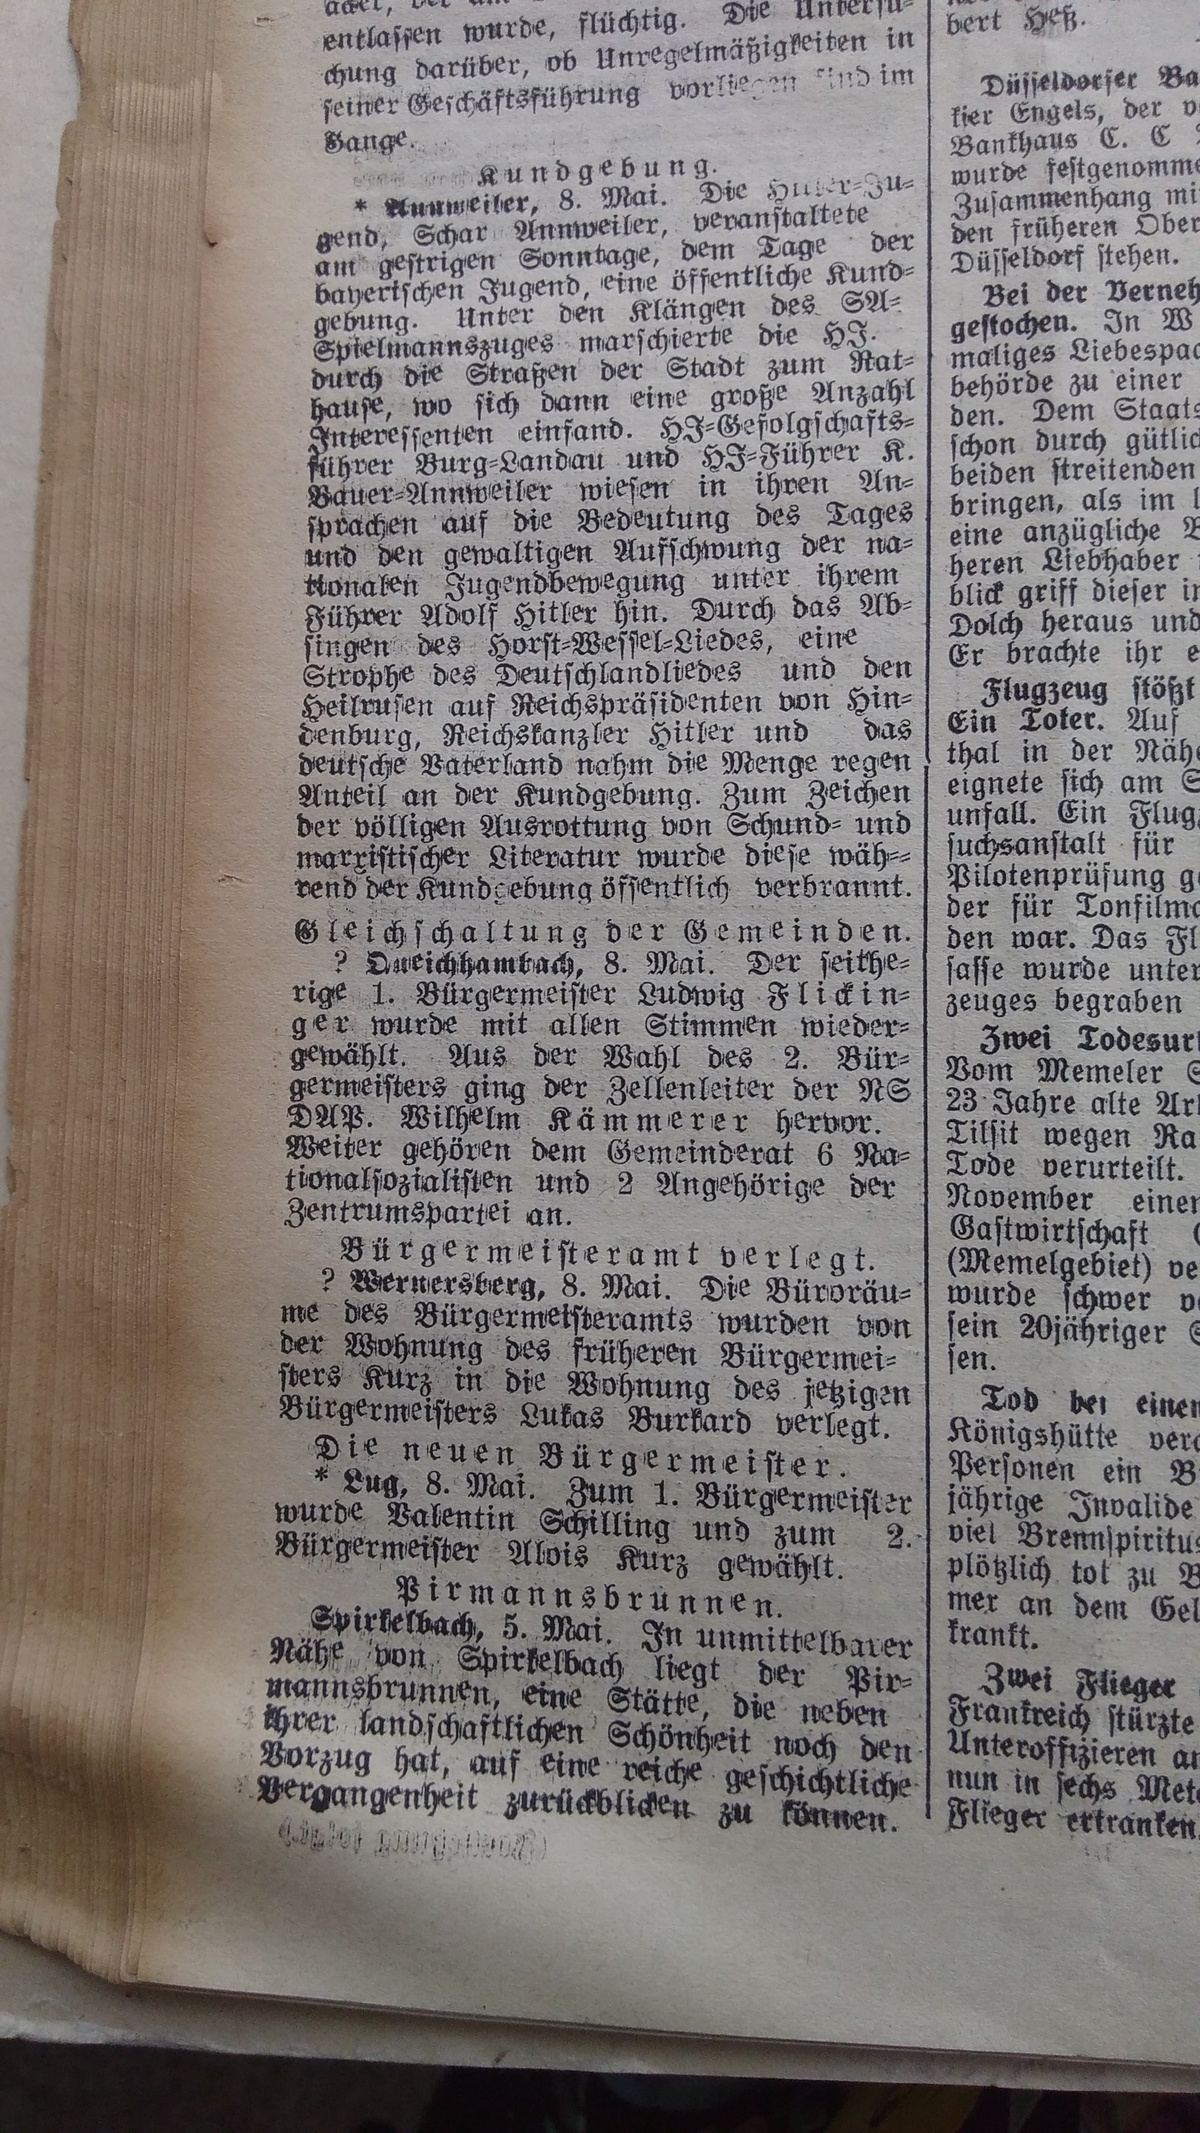 entlassen wurde, flüchtig. Die Untersu-
chung darüber, ob Unregelmäßigkeiten in
seiner Geschäftsführung vorliegen sind im
Gange.
Kundgebung.
* Annweiler, 8. Mai. Die Hitler-Ju-
gend, Schar Annweiler, veranstaltete
am gestrigen Sonntage, dem Tage der
bayerischen Jugend, eine öffentliche Kund-
gebung. Unter den Klängen des SA-
Spielmannszuges marschierte die HJ.
durch die Straßen der Stadt zum Rat-
hause, wo sich dann eine große Anzahl
Interessenten einfand. HJ-Gefolgschafts-
führer Burg-Landau und HJ-Führer K.
Bauer-Annweiler wiesen in ihren An-
sprachen auf die Bedeutung des Tages
und den gewaltigen Aufschwung der na-
tionalen Jugendbewegung unter ihrem
Führer Adolf Hitler hin. Durch das Ab-
singen des Horst-Wessel-Liedes, eine
Strophe des Deutschlandliedes und den
Heilrufen auf Reichspräsidenten von Hin-
denburg, Reichskanzler Hitler und das
deutsche Vaterland nahm die Menge regen
Anteil an der Kundgebung. Zum Zeichen
der völligen Ausrottung von Schund- und
marxistischer Literatur wurde diese wäh-
rend der Kundgebung öffentlich verbrannt.
Gleichschaltung der Gemeinden.
? Queichhambach, 8. Mai. Der seithe-
rige 1. Bürgermeister Ludwig Flickin-
ger wurde mit allen Stimmen wieder-
gewählt. Aus der Wahl des 2. Bür-
germeisters ging der Zellenleiter der NS
DAP. Wilhelm Kämmerer hervor.
Weiter gehören dem Gemeinderat 6 Na-
tionalsozialisten und 2 Angehörige der
Zentrumspartei an.
Bürgermeisteramt verlegt.
? Wernersberg, 8. Mai. Die Büroräu-
me des Bürgermeisteramts wurden von
der Wohnung des früheren Bürgermei-
sters Kurz in die Wohnung des jetzigen
Bürgermeisters Lukas Burkard verlegt.
Die neuen Bürgermeister.
* Lug, 8. Mai. Zum 1. Bürgermeister
wurde Valentin Schilling und zum 2.
Bürgermeister Alois Kurz gewählt.
Pirmannsbrunnen.
Spirkelbach, 5. Mai. In unmittelbarer
Nähe von Spirkelbach liegt der Pir-
mannsbrunnen, eine Stätte, die neben
ihrer landschaftlichen Schönheit noch den
Vorzug hat, auf eine reiche geschichtliche
Vergangenheit zurückblicken zu können.
bert Heß.
Düsseldorfer Ba
kier Engels, der v
Bankhaus C. C
wurde festgenomme
Zusammenhang mi
den früheren Ober
Düsseldorf stehen.
Bei der Verneh
gestochen. In W
maliges Liebespaa
behörde zu einer
den. Dem Staats
schon durch gütlic
beiden streitenden
bringen, als im
eine anzügliche B
heren Liebhaber
blick griff dieser in
Dolch heraus und
Er brachte ihr e
Flugzeug stößt
Ein Toter. Auf
thal in der Nähe
eignete sich am S
unfall. Ein Flug
suchsanstalt für
Pilotenprüfung g
der für Tonfilma
den war. Das Fl
sasse wurde unter
zeuges begraben
Zwei Todesurt
Vom Memeler S
23 Jahre alte Ar
Tilsit wegen Ra
Tode verurteilt.
November einen
Gastwirtschaft
(Memelgebiet) ve
wurde schwer v
sein 20jähriger S
sen.
Tod bei einem
Königshütte vera
Personen ein B
jährige Invalide
viel Brennspiritus
plötzlich tot zu B
mer an dem Gel
krankt.
Zwei Flieger
Frankreich stürzte
Unteroffizieren an
nun in sechs Mete
Flieger ertranken.